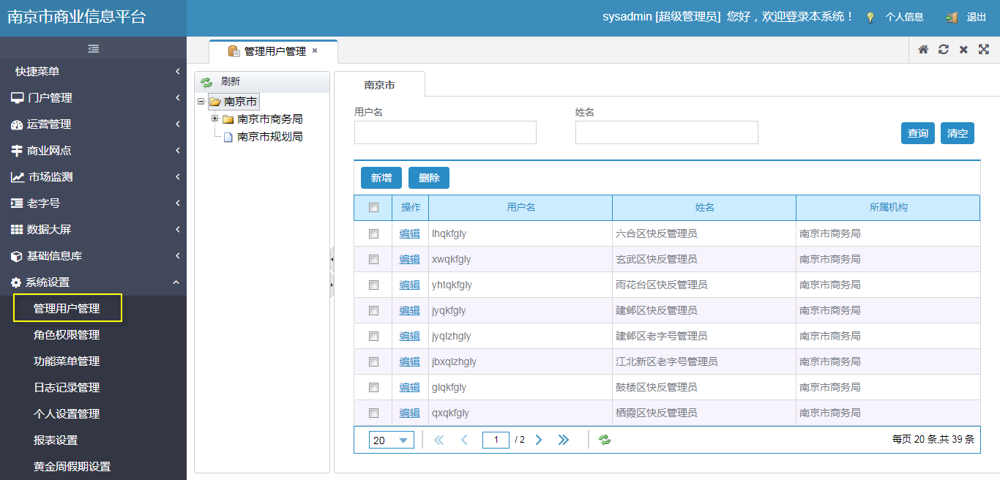 南京市商业信息平台
sysadmin [超级管理员] 您好，欢迎登录本系统！ 个人信息 退出
快捷菜单
门户管理
运营管理
商业网点
市场监测
老字号
数据大屏
基础信息库
系统设置
管理用户管理
角色权限管理
功能菜单管理
日志记录管理
个人设置管理
报表设置
黄金周假期设置
管理用户管理
刷新
南京市
南京市商务局
南京市规划局
南京市
用户名 姓名
查询 清空
新增 删除
操作 用户名 姓名 所属机构
编辑 lhqkfgly 六合区快反管理员 南京市商务局
编辑 xwqkfgly 玄武区快反管理员 南京市商务局
编辑 yhtqkfgly 雨花台区快反管理员 南京市商务局
编辑 jyqkfgly 建邺区快反管理员 南京市商务局
编辑 jyqlzhgly 建邺区老字号管理员 南京市商务局
编辑 jbxqlzhgly 江北新区老字号管理员 南京市商务局
编辑 glqkfgly 鼓楼区快反管理员 南京市商务局
编辑 qxqkfgly 栖霞区快反管理员 南京市商务局
20 1 / 2 每页 20 条,共 39 条